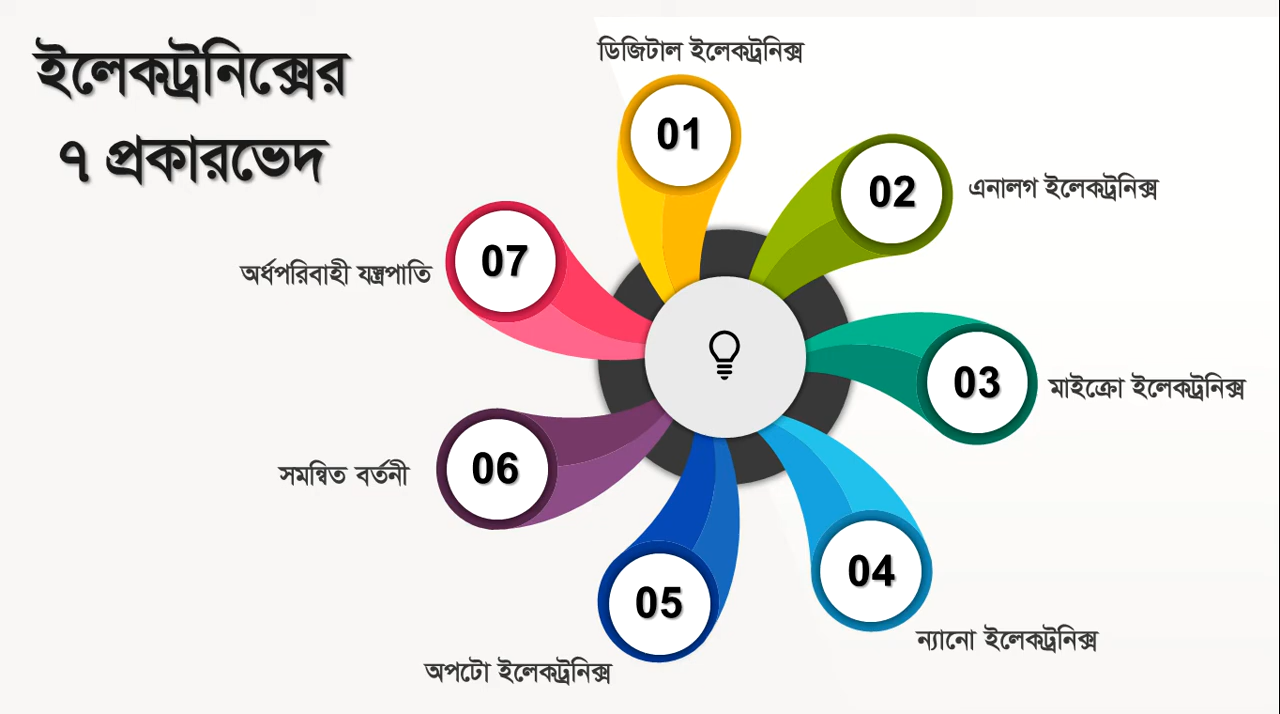 ইলেকট্রনিক্সের
৭ প্রকারভেদ
ডিজিটাল ইলেকট্রনিক্স
01
02
এনালগ ইলেকট্রনিক্স
03
মাইক্রো ইলেকট্রনিক্স
04
ন্যানো ইলেকট্রনিক্স
05
অপটো ইলেকট্রনিক্স
06
সমন্বিত বর্তনী
07
অর্ধপরিবাহী যন্ত্রপাতি